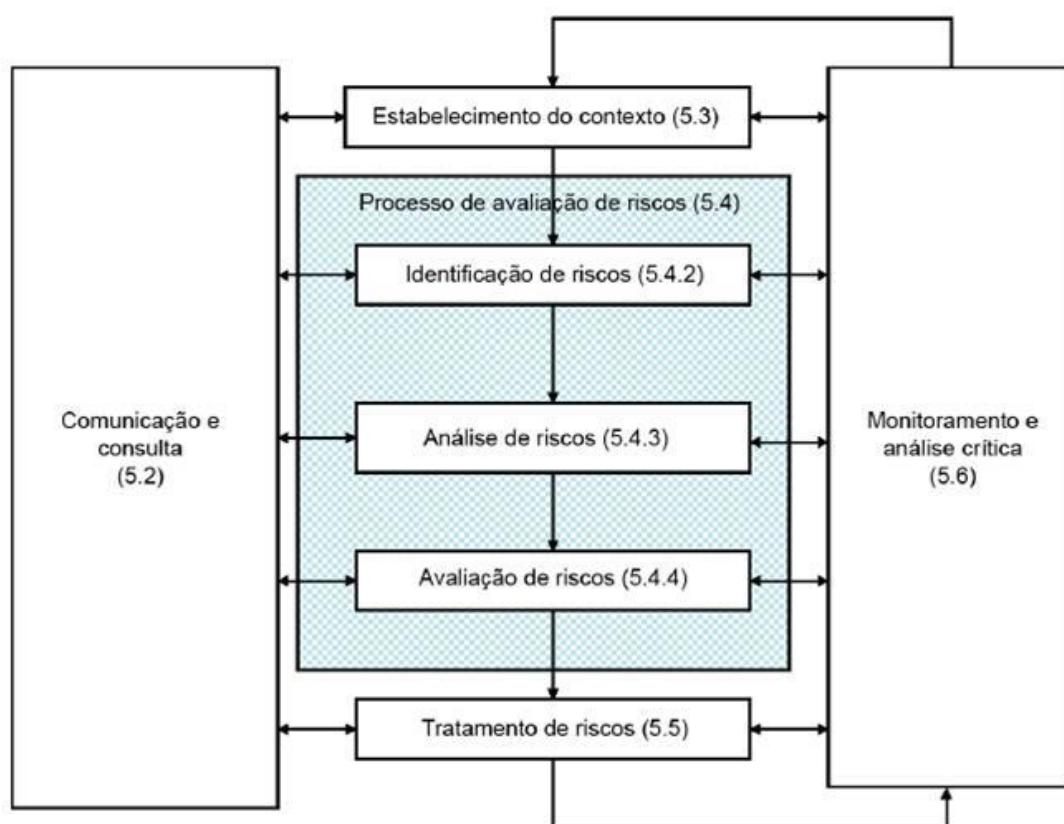 Estabelecimento do contexto (5.3)
Processo de avaliação de riscos (5.4)
Identificação de riscos (5.4.2)
Comunicação e
consulta
(5.2)
Análise de riscos (5.4.3)
Monitoramento e
análise crítica
(5.6)
Avaliação de riscos (5.4.4)
Tratamento de riscos (5.5)